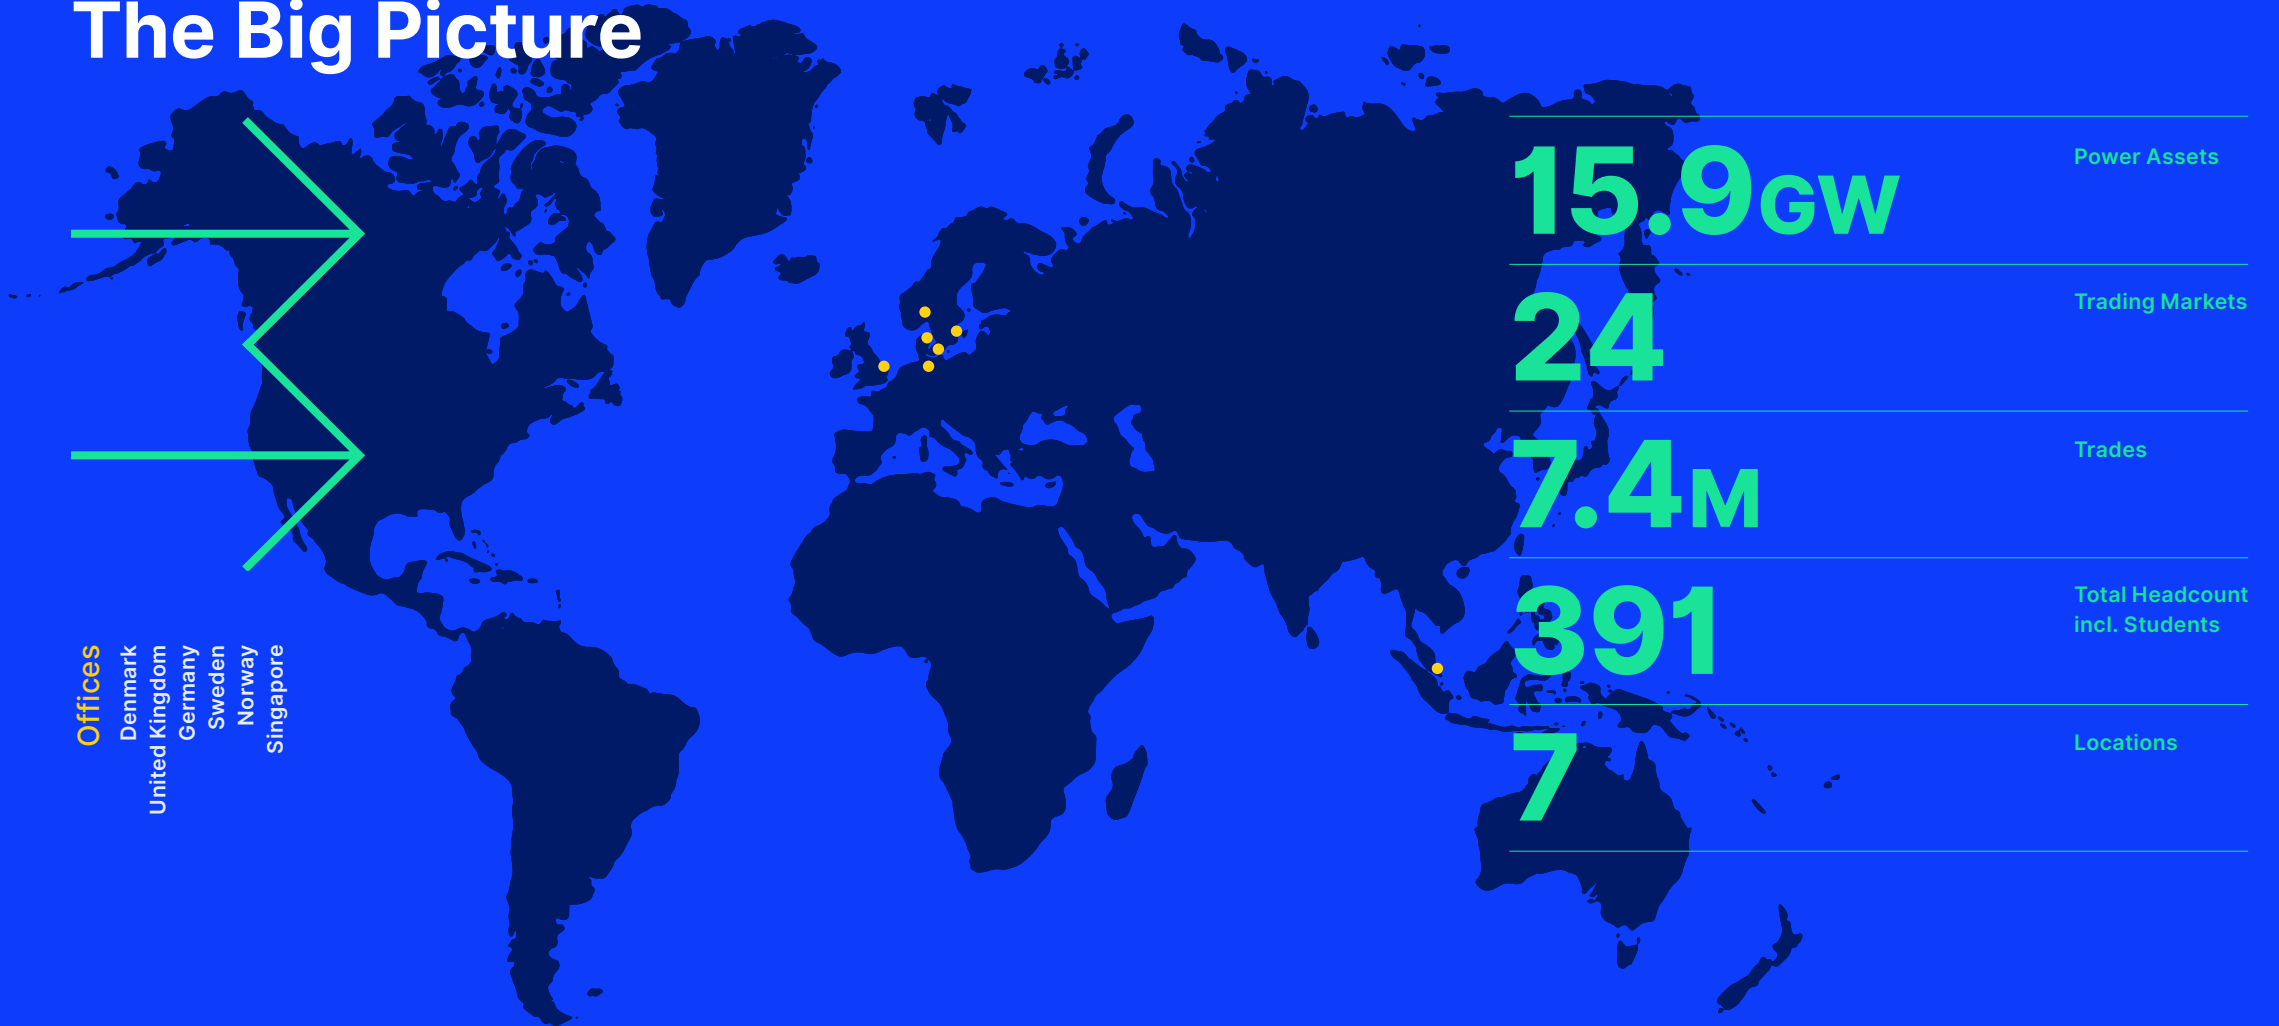 The Big Picture
15.9GW
Power Assets
24
Trading Markets
7.4M
Trades
391
Total Headcount
incl. Students
7
Locations
Offices
Denmark
United Kingdom
Germany
Sweden
Norway
Singapore